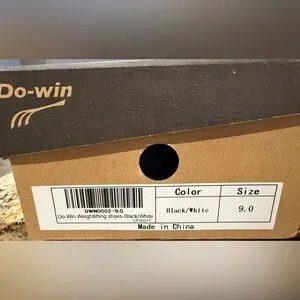 Do-win
DWN0002-9.0
Do-Win Weightlifting shoes-Black/White
Color Size
Black/White 9.0
Made in China